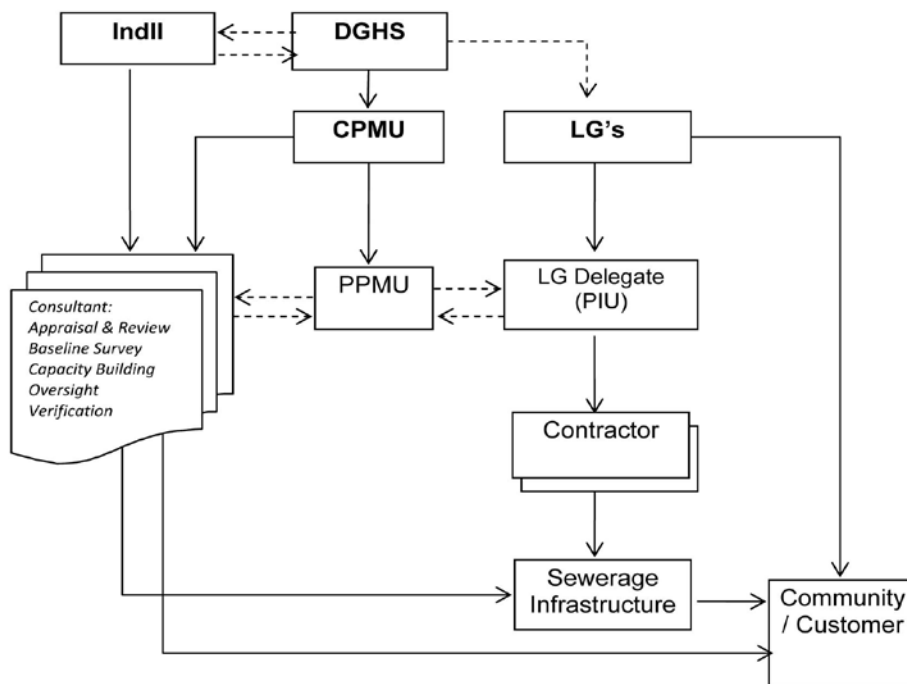 IndII
DGHS
CPMU
LG's
PPMU
LG Delegate
(PIU)
Consultant:
Appraisal & Review
Baseline Survey
Capacity Building
Oversight
Verification
Contractor
Sewerage
Infrastructure
Community
/ Customer